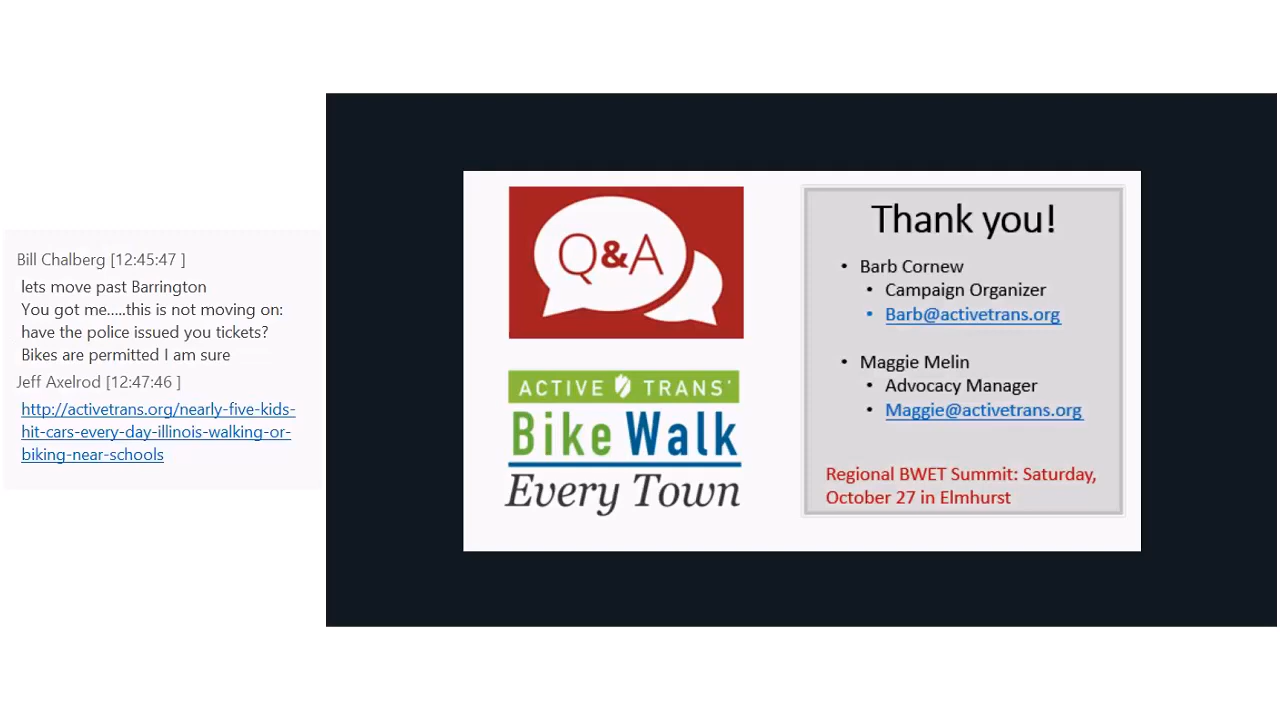 Bill Chalberg [12:45:47 ]
lets move past Barrington
You got me.....this is not moving on:
have the police issued you tickets?
Bikes are permitted I am sure
Jeff Axelrod [12:47:46 ]
http://activetrans.org/nearly-five-kids-
hit-cars-every-day-illinois-walking-or-
biking-near-schools
Q&A
ACTIVE TRANS
Bike Walk
Every Town
Thank you!
• Barb Cornew
• Campaign Organizer
• Barb@activetrans.org
• Maggie Melin
• Advocacy Manager
• Maggie@activetrans.org
Regional BWET Summit: Saturday,
October 27 in Elmhurst